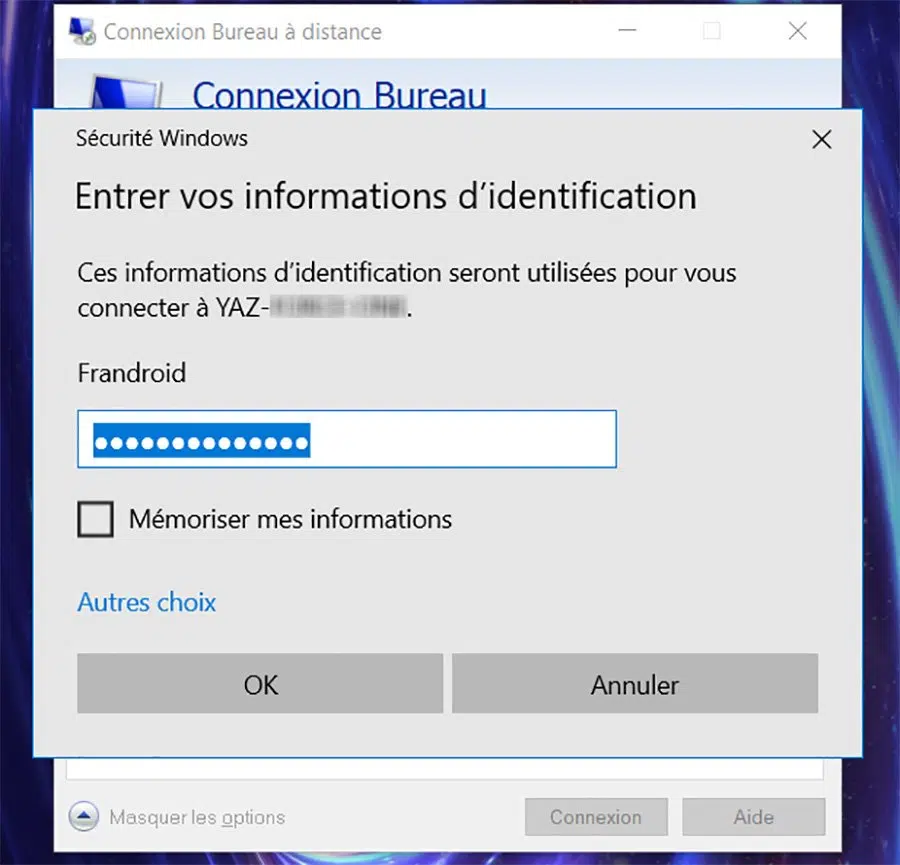 Connexion Bureau à distance
Connexion Bureau
Sécurité Windows
Entrer vos informations d’identification
Ces informations d’identification seront utilisées pour vous
connecter à YAZ-
Frandroid
Mémoriser mes informations
Autres choix
OK Annuler
Masquer les options Connexion Aide